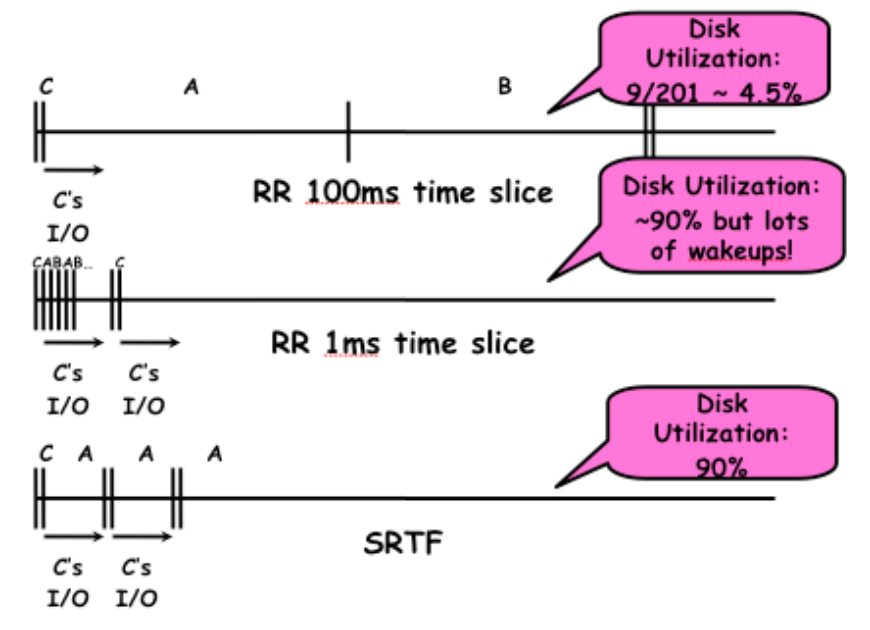 Disk
Utilization:
9/201 ~ 4.5%
C A B
C's
I/O
RR 100ms time slice
Disk Utilization:
~90% but lots
of wakeups!
CABAB... C
C's C's
I/O I/O
RR 1ms time slice
Disk
Utilization:
90%
C A A A
C's C's
I/O I/O
SRTF